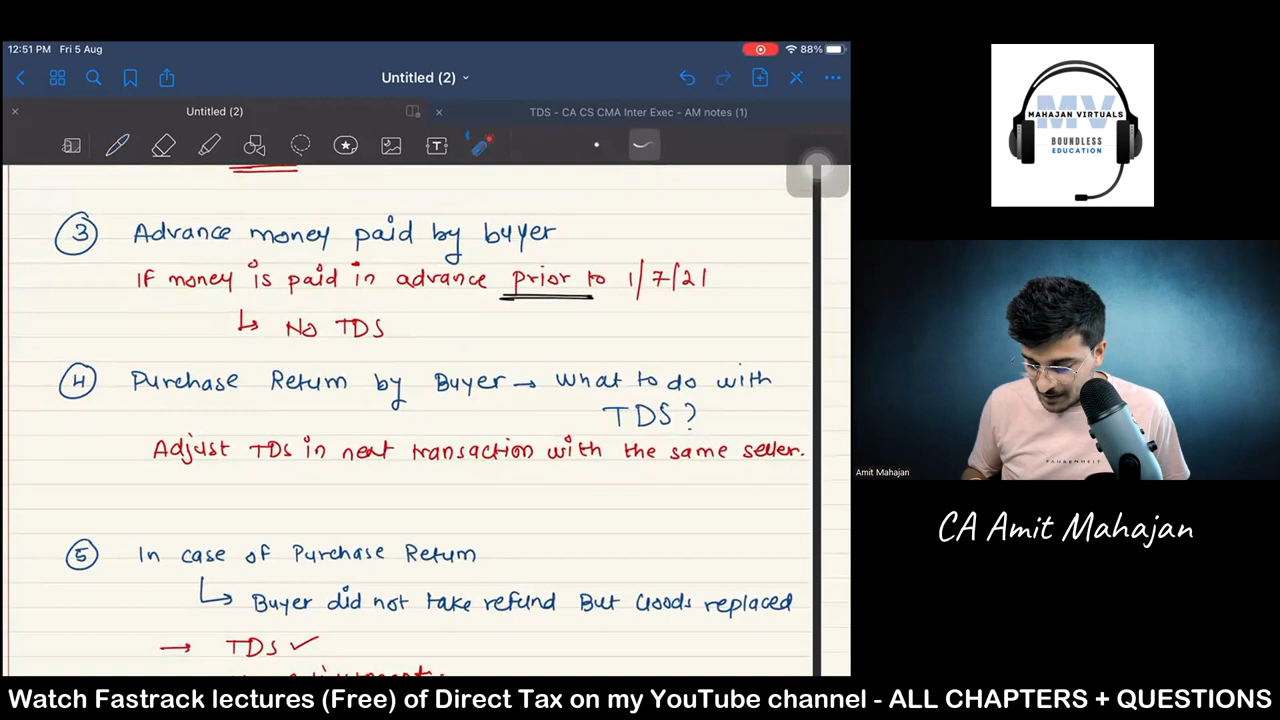 12:51 PM Fri 5 Aug
88%
Untitled (2)
Untitled (2)
TDS - CA CS CMA Inter Exec - AM notes (1)
3 Advance money paid by buyer
If money is paid in advance prior to 1/7/21
↳ No TDS
4 Purchase Return by Buyer → What to do with
TDS?
Adjust TDS in next transaction with the same seller.
5 In case of Purchase Return
↳ Buyer did not take refund But Goods replaced
→ TDS ✓
MV
MAHAJAN VIRTUALS
BOUNDLESS
EDUCATION
FAHRENHEIT
Amit Mahajan
CA Amit Mahajan
Watch Fastrack lectures (Free) of Direct Tax on my YouTube channel - ALL CHAPTERS + QUESTIONS